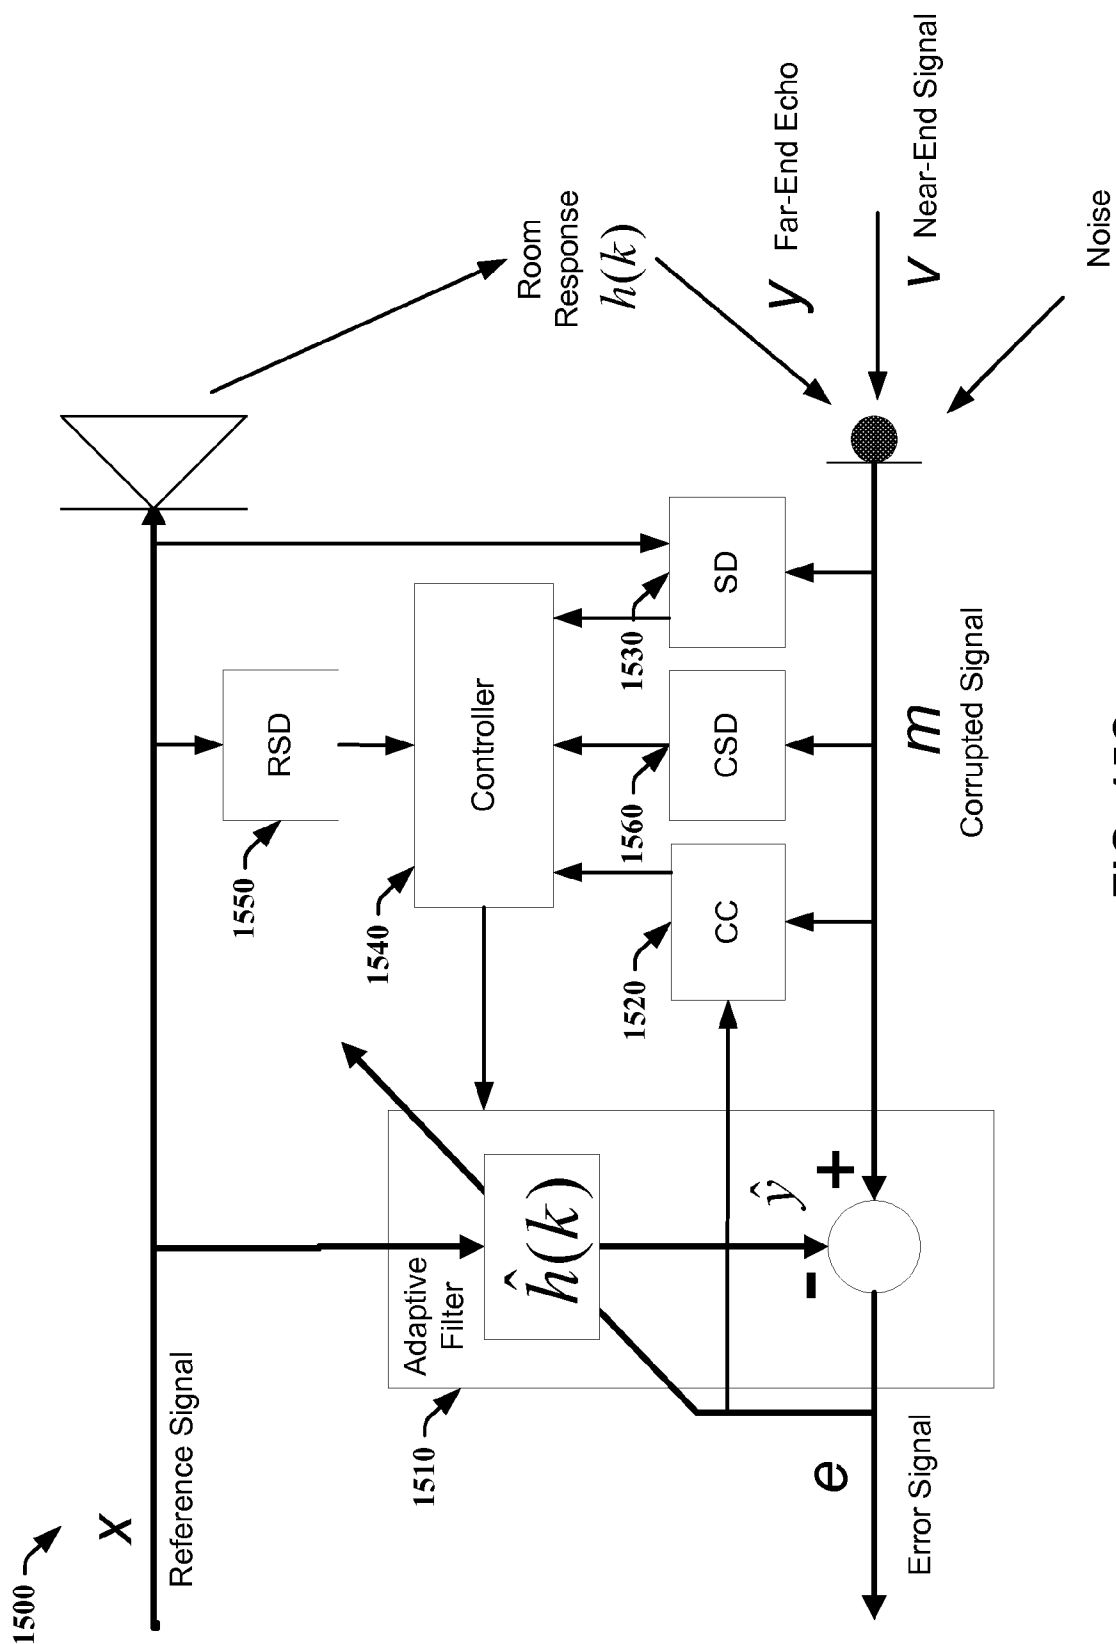 1500
x
Reference Signal
1510
Adaptive
Filter
ĥ(k)
ŷ
-
+
e
Error Signal
1550
RSD
1540
Controller
1520
CC
1560
CSD
1530
SD
m
Corrupted Signal
Room
Response
h(k)
y
Far-End Echo
v
Near-End Signal
Noise